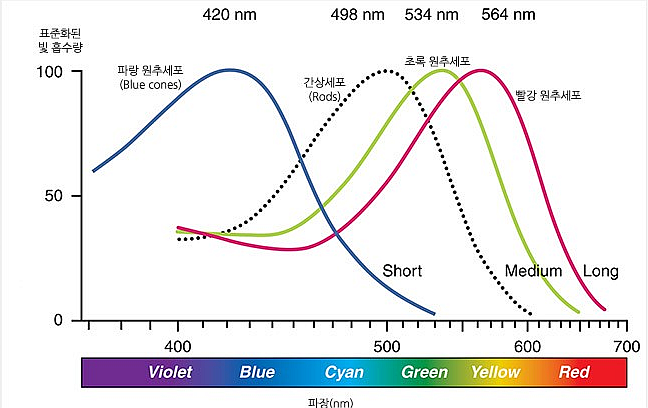 420 nm 498 nm 534 nm 564 nm
표준화된
빛 흡수량
100
50
0
파랑 원추세포
(Blue cones)
간상세포
(Rods)
초록 원추세포
빨강 원추세포
Short
Medium
Long
400 500 600 700
Violet Blue Cyan Green Yellow Red
파장(nm)